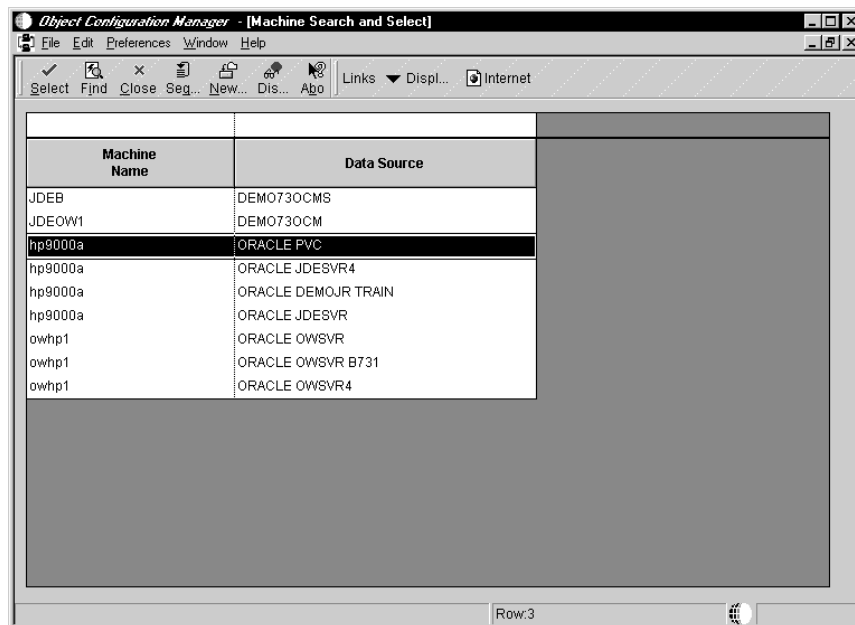 Object Configuration Manager - [Machine Search and Select]
File Edit Preferences Window Help
Select Find Close Seq... New... Dis... Abo Links Displ... Internet
Machine Name Data Source
JDEB DEMO73OCMS
JDEOW1 DEMO73OCM
hp9000a ORACLE PVC
hp9000a ORACLE JDESVR4
hp9000a ORACLE DEMOJR TRAIN
hp9000a ORACLE JDESVR
owhp1 ORACLE OWSVR
owhp1 ORACLE OWSVR B731
owhp1 ORACLE OWSVR4
Row:3